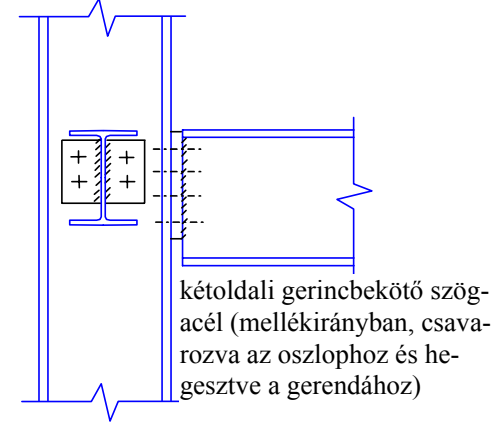 kétoldali gerincbekötő szög-
acél (mellékirányban, csava-
rozva az oszlophoz és he-
gesztve a gerendához)